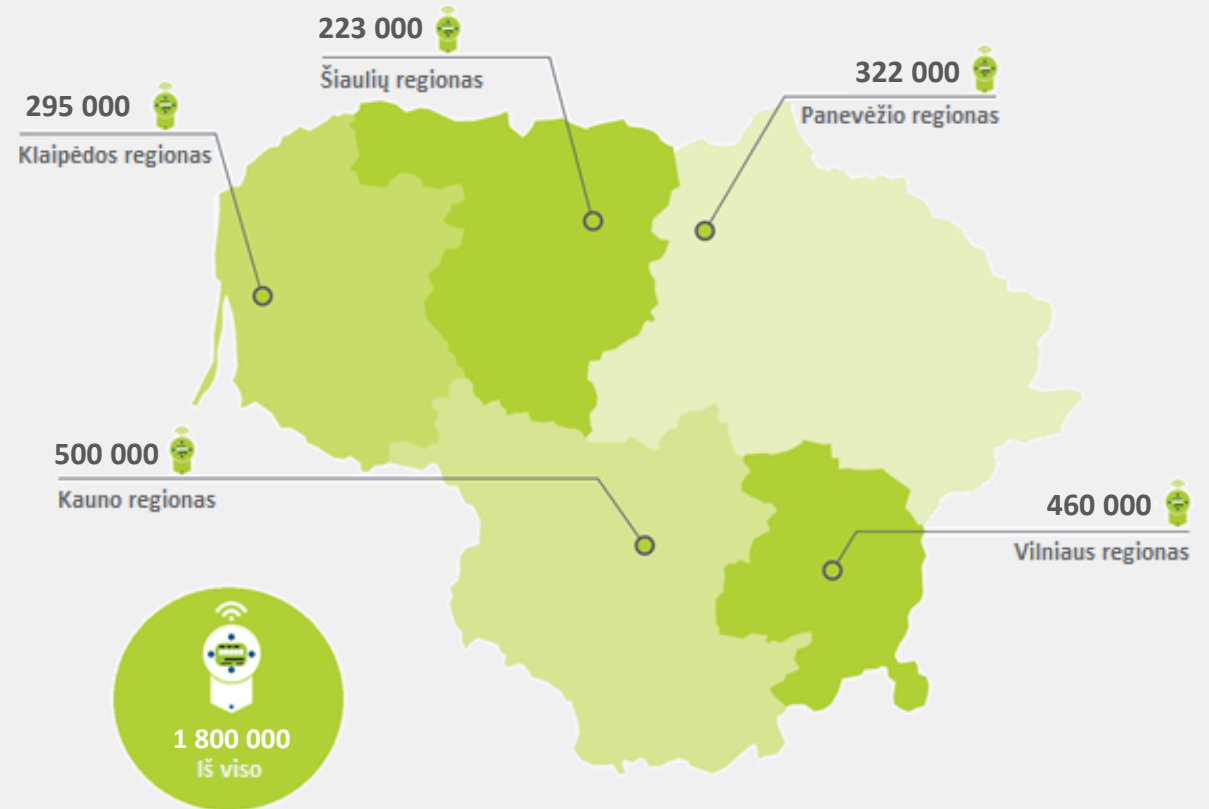 223 000
Šiaulių regionas
322 000
Panevėžio regionas
295 000
Klaipėdos regionas
500 000
Kauno regionas
460 000
Vilniaus regionas
1 800 000
Iš viso